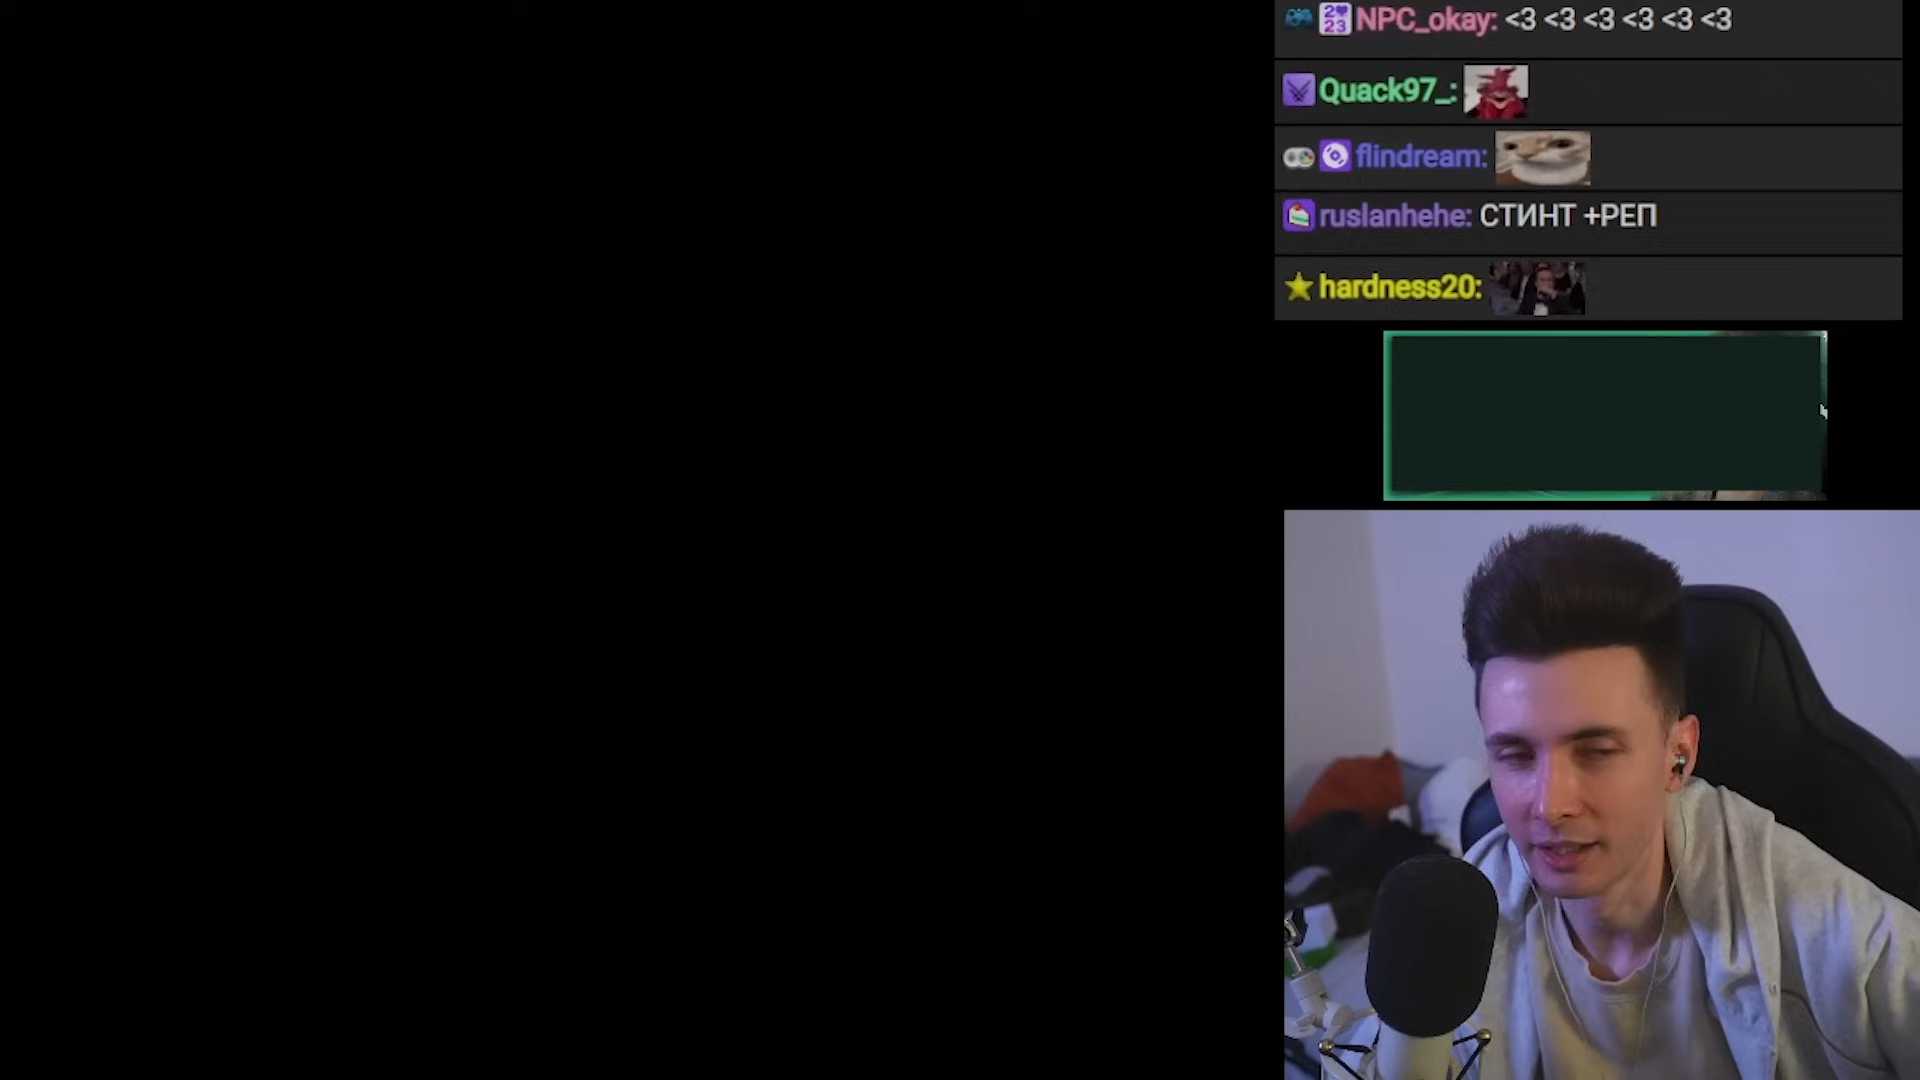 NPC_okay: <3 <3 <3 <3 <3 <3
Quack97_:
flindream:
ruslanhehe: СТИНТ +РЕП
hardness20: